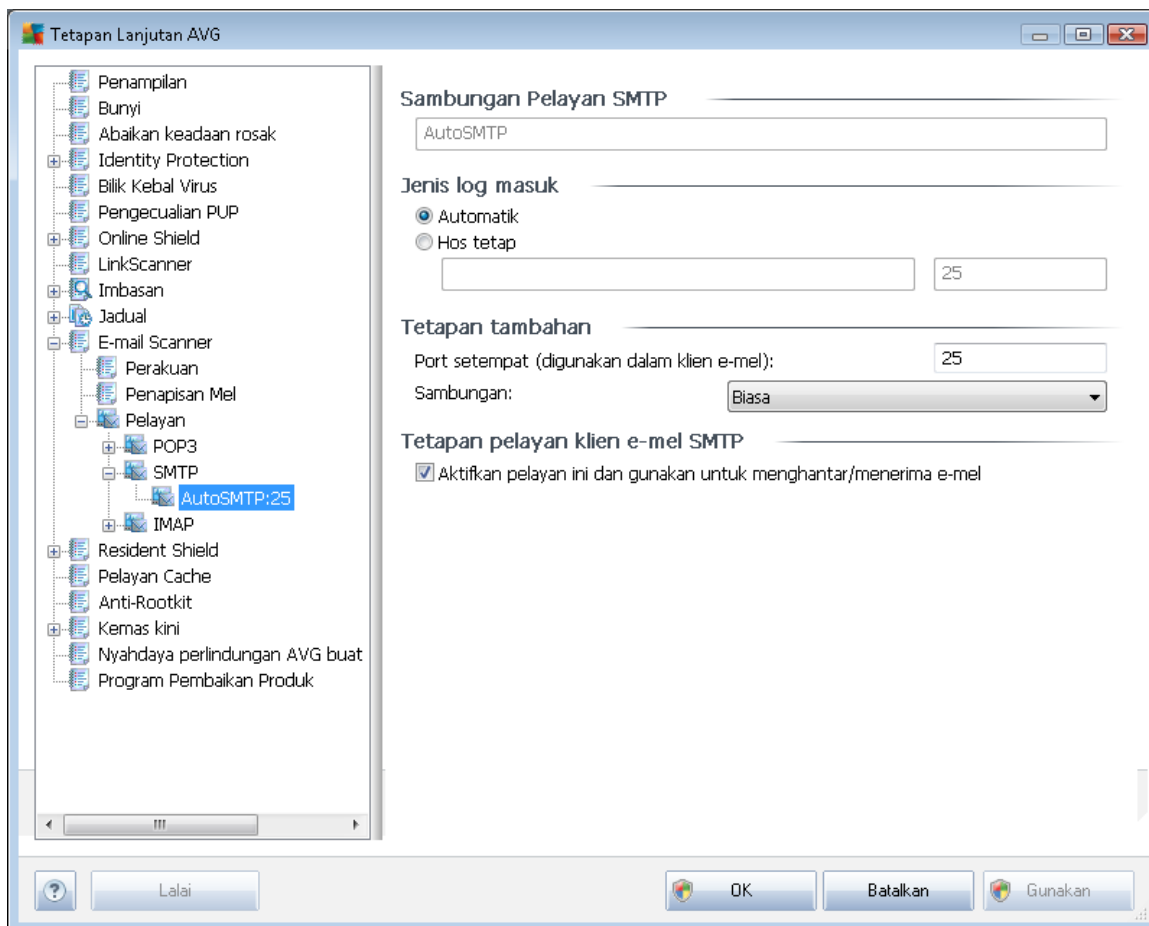 Tetapan Lanjutan AVG
Penampilan
Bunyi
Abaikan keadaan rosak
Identity Protection
Bilik Kebal Virus
Pengecualian PUP
Online Shield
LinkScanner
Imbasan
Jadual
E-mail Scanner
Perakuan
Penapisan Mel
Pelayan
POP3
SMTP
AutoSMTP:25
IMAP
Resident Shield
Pelayan Cache
Anti-Rootkit
Kemas kini
Nyahdaya perlindungan AVG buat
Program Pembaikan Produk
Sambungan Pelayan SMTP
AutoSMTP
Jenis log masuk
Automatik
Hos tetap
25
Tetapan tambahan
Port setempat (digunakan dalam klien e-mel): 25
Sambungan: Biasa
Tetapan pelayan klien e-mel SMTP
Aktifkan pelayan ini dan gunakan untuk menghantar/menerima e-mel
? Lalai OK Batalkan Gunakan